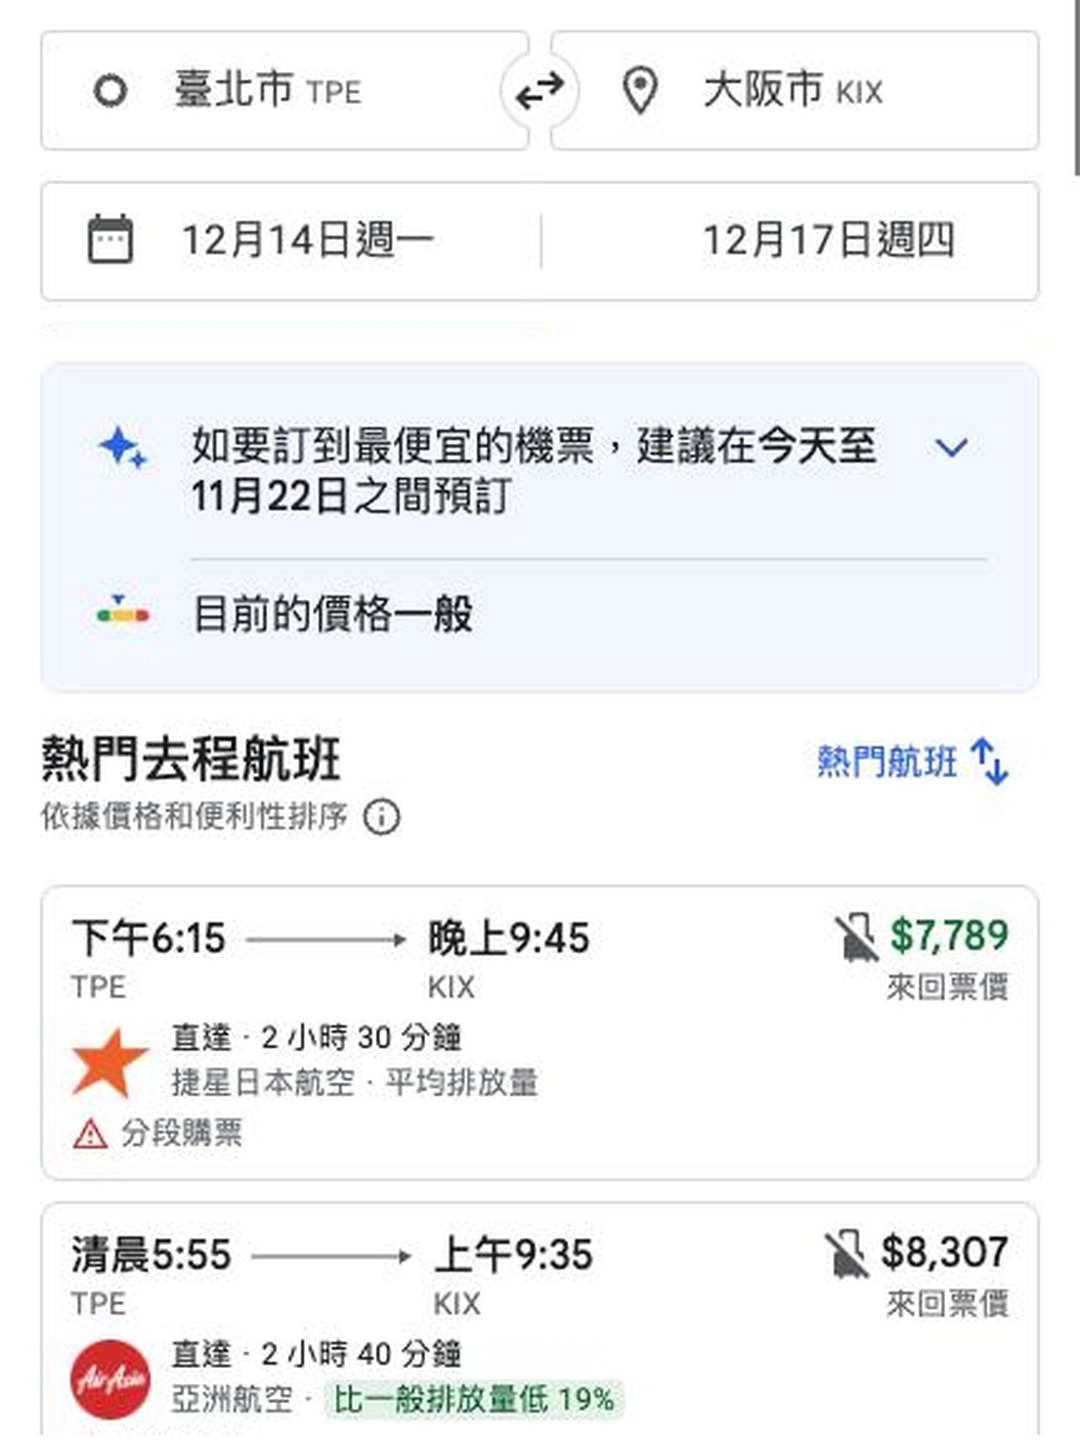 臺北市 TPE
大阪市 KIX
12月14日週一
12月17日週四
如要訂到最便宜的機票，建議在今天至
11月22日之間預訂
目前的價格一般
熱門去程航班
熱門航班
依據價格和便利性排序
下午6:15
晚上9:45
$7,789
TPE
KIX
來回票價
直達 · 2 小時 30 分鐘
捷星日本航空 · 平均排放量
分段購票
清晨5:55
上午9:35
$8,307
TPE
KIX
來回票價
直達 · 2 小時 40 分鐘
AirAsia
亞洲航空 · 比一般排放量低 19%